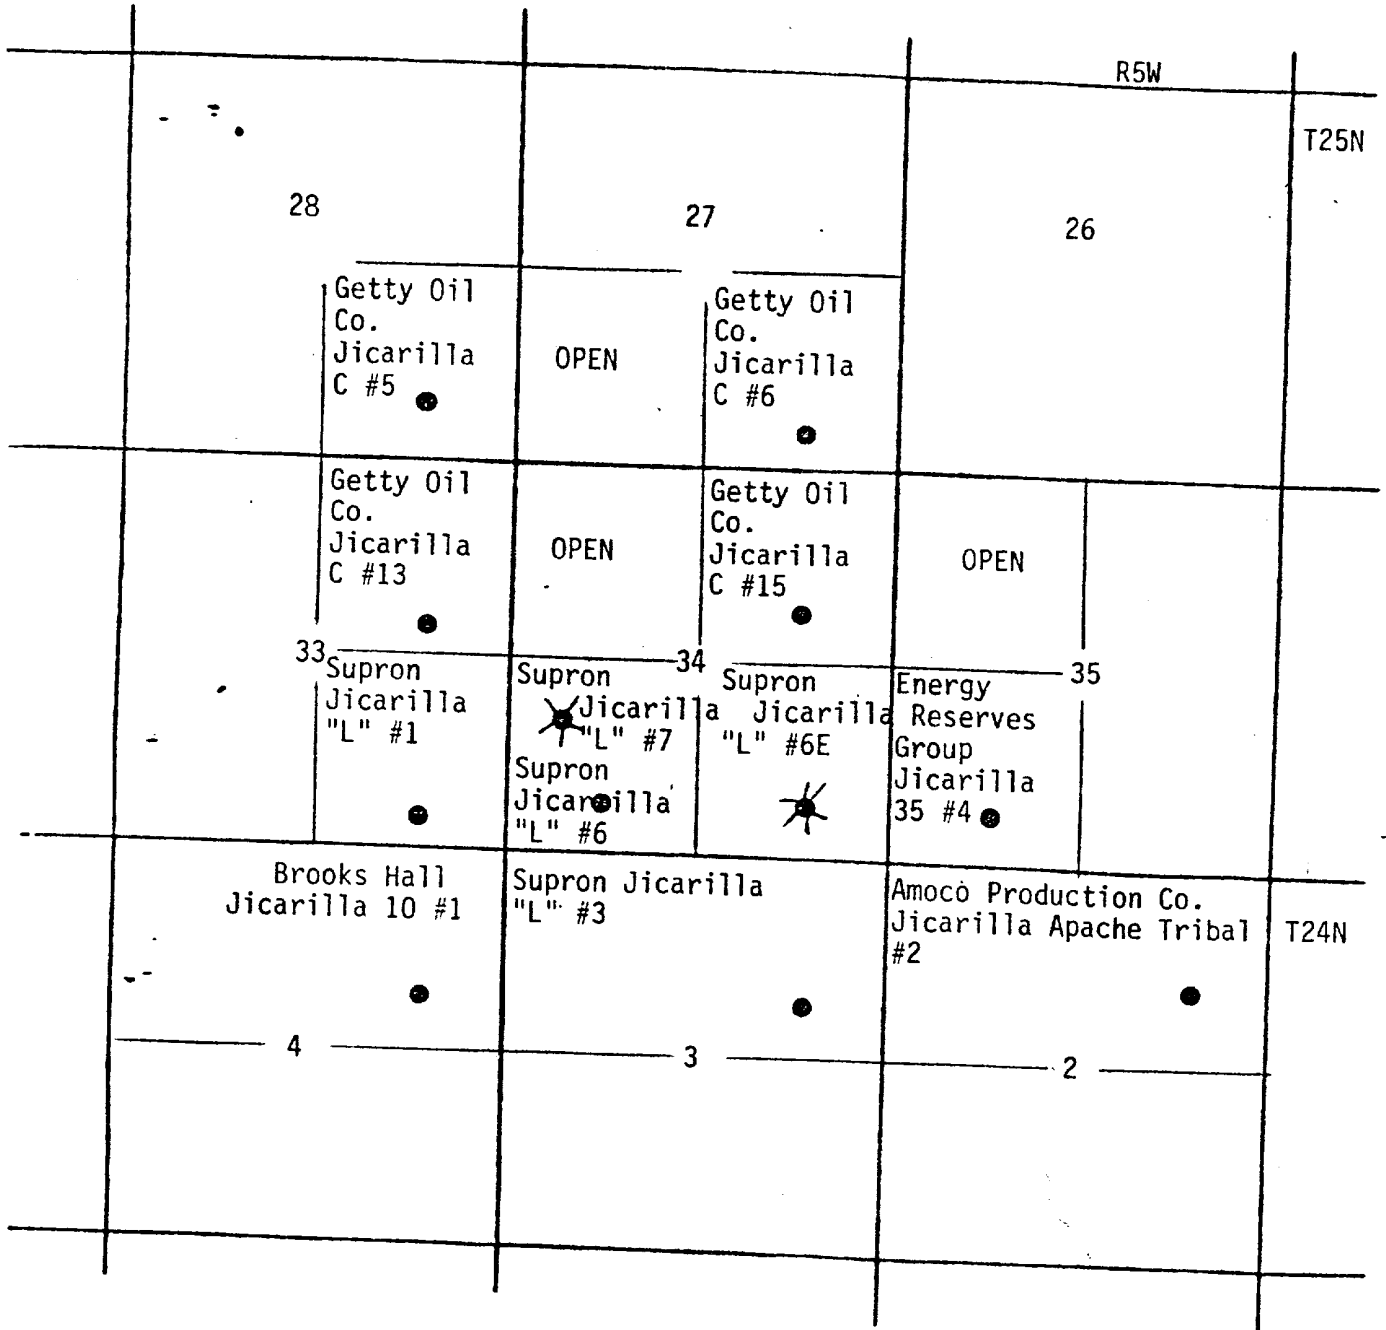 R5W
T25N
28
27
26
Getty Oil
Co.
Jicarilla
C #5
OPEN
Getty Oil
Co.
Jicarilla
C #6
Getty Oil
Co.
Jicarilla
C #13
OPEN
Getty Oil
Co.
Jicarilla
C #15
OPEN
33
34
35
Supron
Jicarilla
"L" #1
Supron
Jicarilla
"L" #7
Supron
Jicarilla
"L" #6
Supron
Jicarilla
"L" #6E
Energy
Reserves
Group
Jicarilla
35 #4
Brooks Hall
Jicarilla 10 #1
Supron Jicarilla
"L" #3
Amoco Production Co.
Jicarilla Apache Tribal
#2
T24N
4
3
2